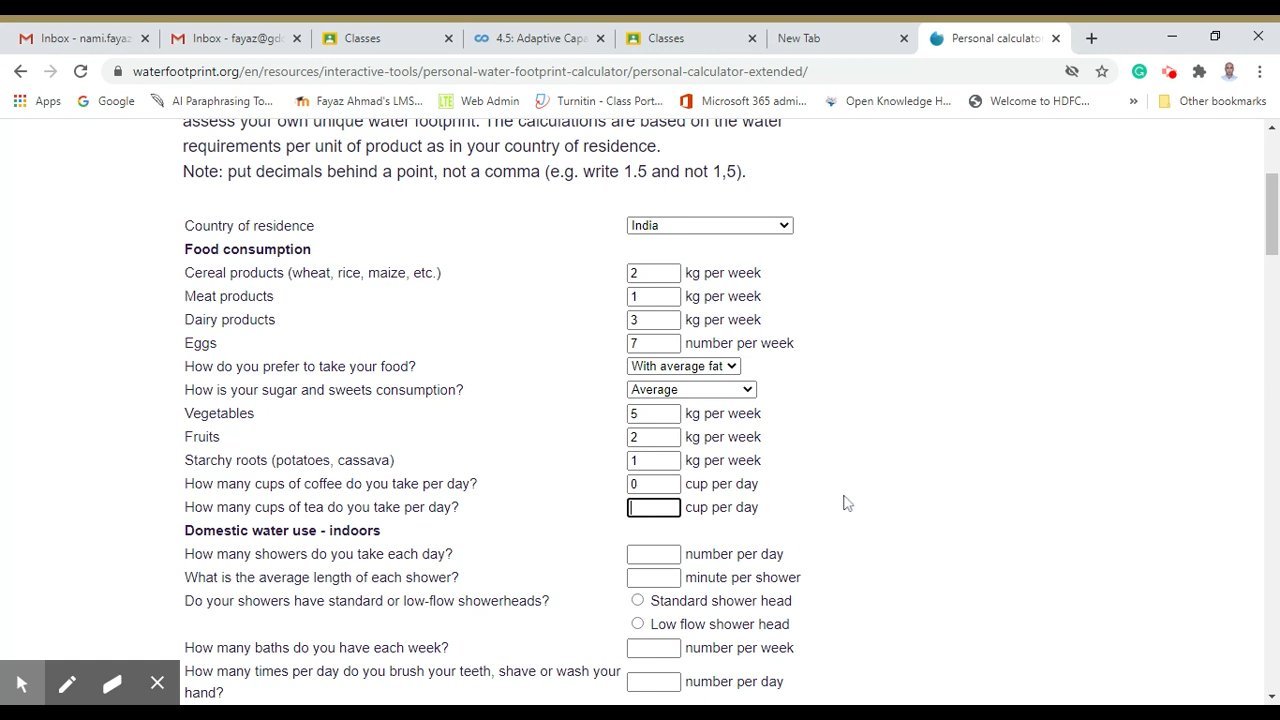 Inbox - nami.fayaz
Inbox - fayaz@gd
Classes
4.5: Adaptive Capa
Classes
New Tab
Personal calculator
waterfootprint.org/en/resources/interactive-tools/personal-water-footprint-calculator/personal-calculator-extended/
Apps
Google
AI Paraphrasing To...
Fayaz Ahmad's LMS...
LTE Web Admin
Turnitin - Class Port...
Microsoft 365 admi...
Open Knowledge H...
Welcome to HDFC...
»
Other bookmarks
assess your own unique water footprint. The calculations are based on the water
requirements per unit of product as in your country of residence.
Note: put decimals behind a point, not a comma (e.g. write 1.5 and not 1,5).
Country of residence India
Food consumption
Cereal products (wheat, rice, maize, etc.) 2 kg per week
Meat products 1 kg per week
Dairy products 3 kg per week
Eggs 7 number per week
How do you prefer to take your food? With average fat
How is your sugar and sweets consumption? Average
Vegetables 5 kg per week
Fruits 2 kg per week
Starchy roots (potatoes, cassava) 1 kg per week
How many cups of coffee do you take per day? 0 cup per day
How many cups of tea do you take per day? cup per day
Domestic water use - indoors
How many showers do you take each day? number per day
What is the average length of each shower? minute per shower
Do your showers have standard or low-flow showerheads? Standard shower head
Low flow shower head
How many baths do you have each week? number per week
How many times per day do you brush your teeth, shave or wash your
hand? number per day